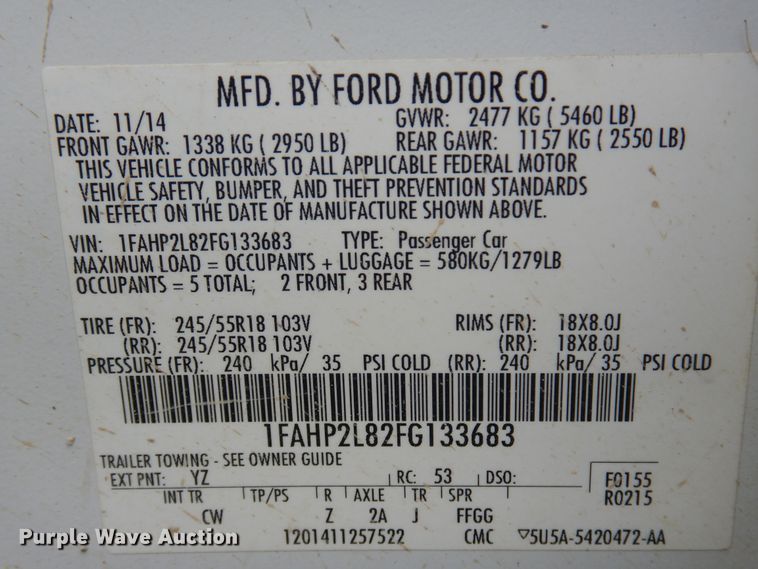 MFD. BY FORD MOTOR CO.
DATE: 11/14 GVWR: 2477 KG ( 5460 LB)
FRONT GAWR: 1338 KG ( 2950 LB) REAR GAWR: 1157 KG ( 2550 LB)
THIS VEHICLE CONFORMS TO ALL APPLICABLE FEDERAL MOTOR
VEHICLE SAFETY, BUMPER, AND THEFT PREVENTION STANDARDS
IN EFFECT ON THE DATE OF MANUFACTURE SHOWN ABOVE.
VIN: 1FAHP2L82FG133683 TYPE: Passenger Car
MAXIMUM LOAD = OCCUPANTS + LUGGAGE = 580KG/1279LB
OCCUPANTS = 5 TOTAL; 2 FRONT, 3 REAR
TIRE (FR): 245/55R18 103V RIMS (FR): 18X8.0J
(RR): 245/55R18 103V (RR): 18X8.0J
PRESSURE (FR): 240 kPa/ 35 PSI COLD (RR): 240 kPa/ 35 PSI COLD
1FAHP2L82FG133683
TRAILER TOWING - SEE OWNER GUIDE
EXT PNT: YZ RC: 53 DSO: F0155
INT TR TP/PS R AXLE TR SPR R0215
CW Z 2A J FFGG
1201411257522 CMC ▽5U5A-5420472-AA
Purple Wave Auction